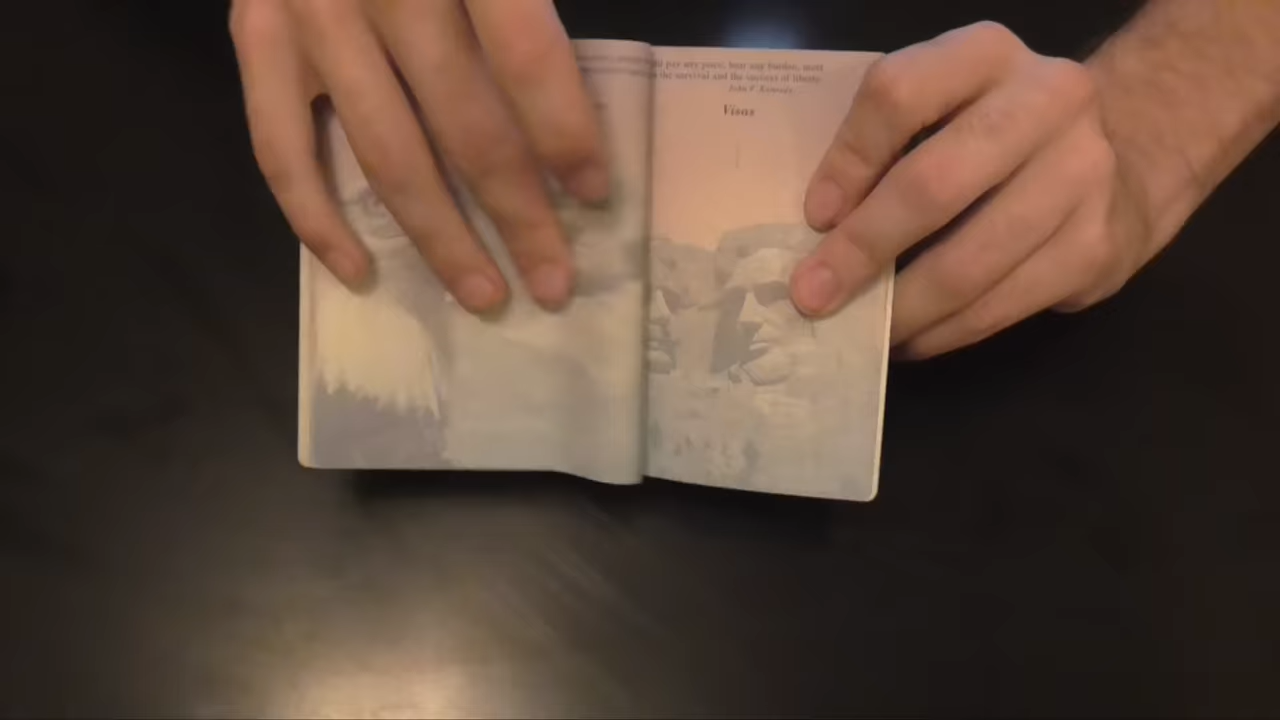 pay any price, bear any burden, meet
the survival and the success of liberty.
John F. Kennedy
Visas